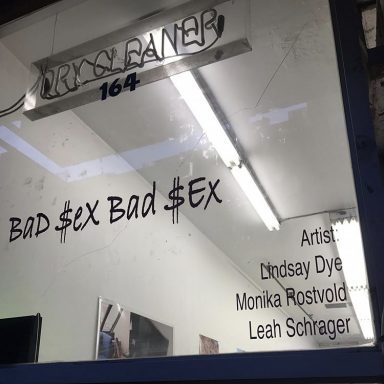 DRYCLEANER
164
BaD $eX Bad $Ex
Artist:
Lindsay Dye
Monika Rostvold
Leah Schrager